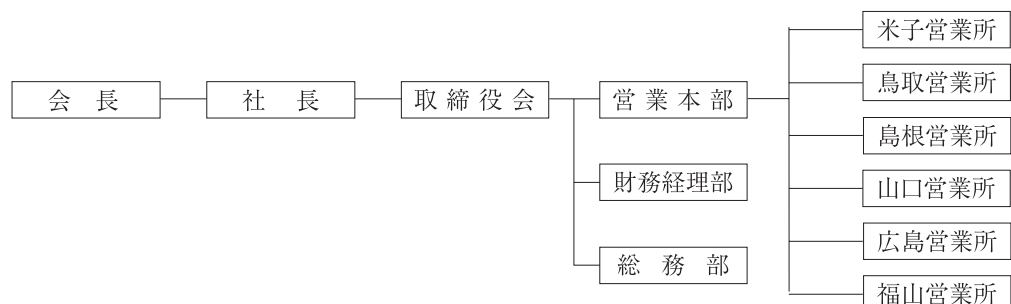 会長
社長
取締役会
営業本部
財務経理部
総務部
米子営業所
鳥取営業所
島根営業所
山口営業所
広島営業所
福山営業所